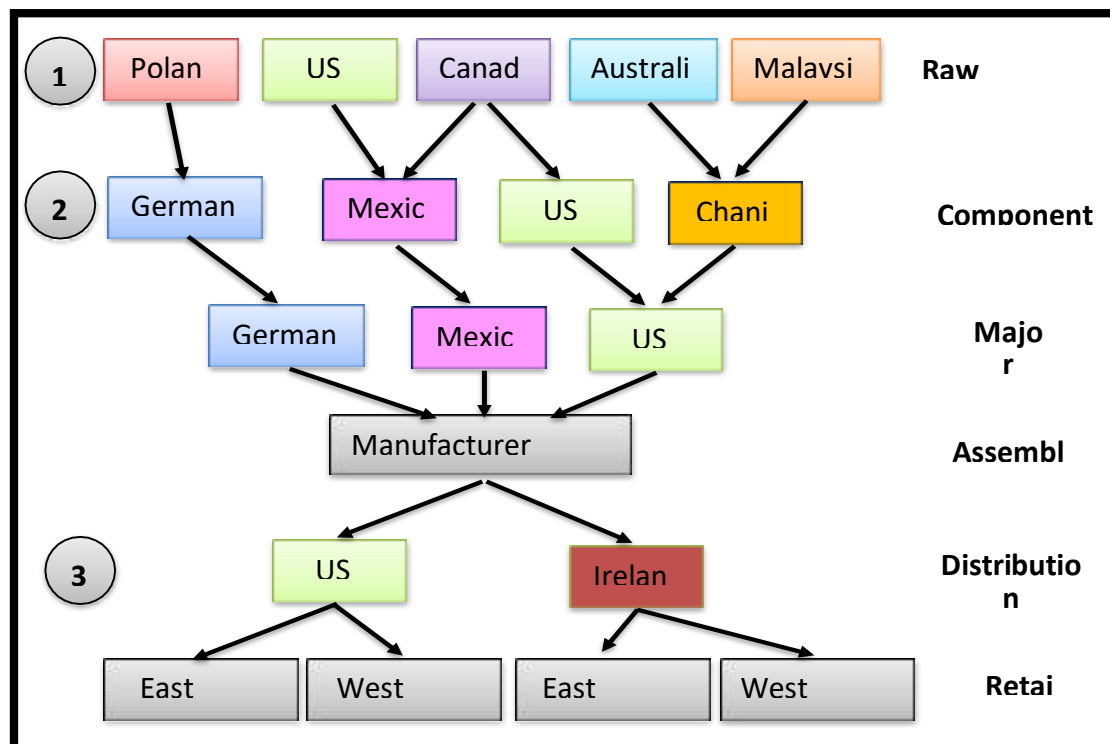 1
Polan
US
Canad
Australi
Malavsi
Raw
2
German
Mexic
US
Chani
Component
German
Mexic
US
Majo
r
Manufacturer
Assembl
3
US
Irelan
Distributio
n
East
West
East
West
Retai